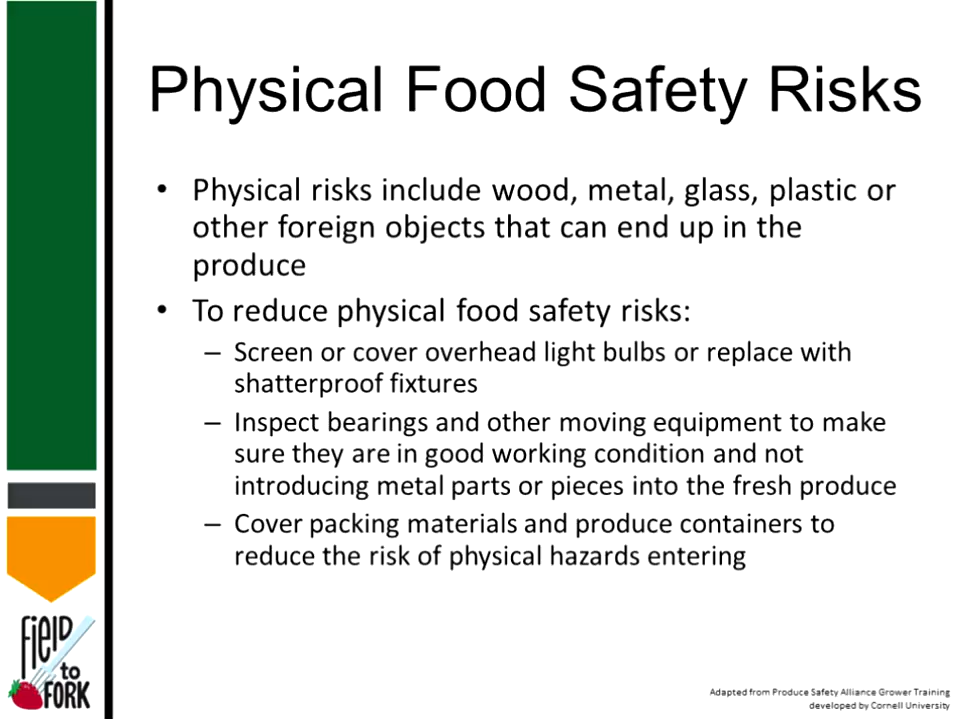 Physical Food Safety Risks
• Physical risks include wood, metal, glass, plastic or
other foreign objects that can end up in the
produce
• To reduce physical food safety risks:
– Screen or cover overhead light bulbs or replace with
shatterproof fixtures
– Inspect bearings and other moving equipment to make
sure they are in good working condition and not
introducing metal parts or pieces into the fresh produce
– Cover packing materials and produce containers to
reduce the risk of physical hazards entering
FiElD
to
FORK
Adapted from Produce Safety Alliance Grower Training
developed by Cornell University